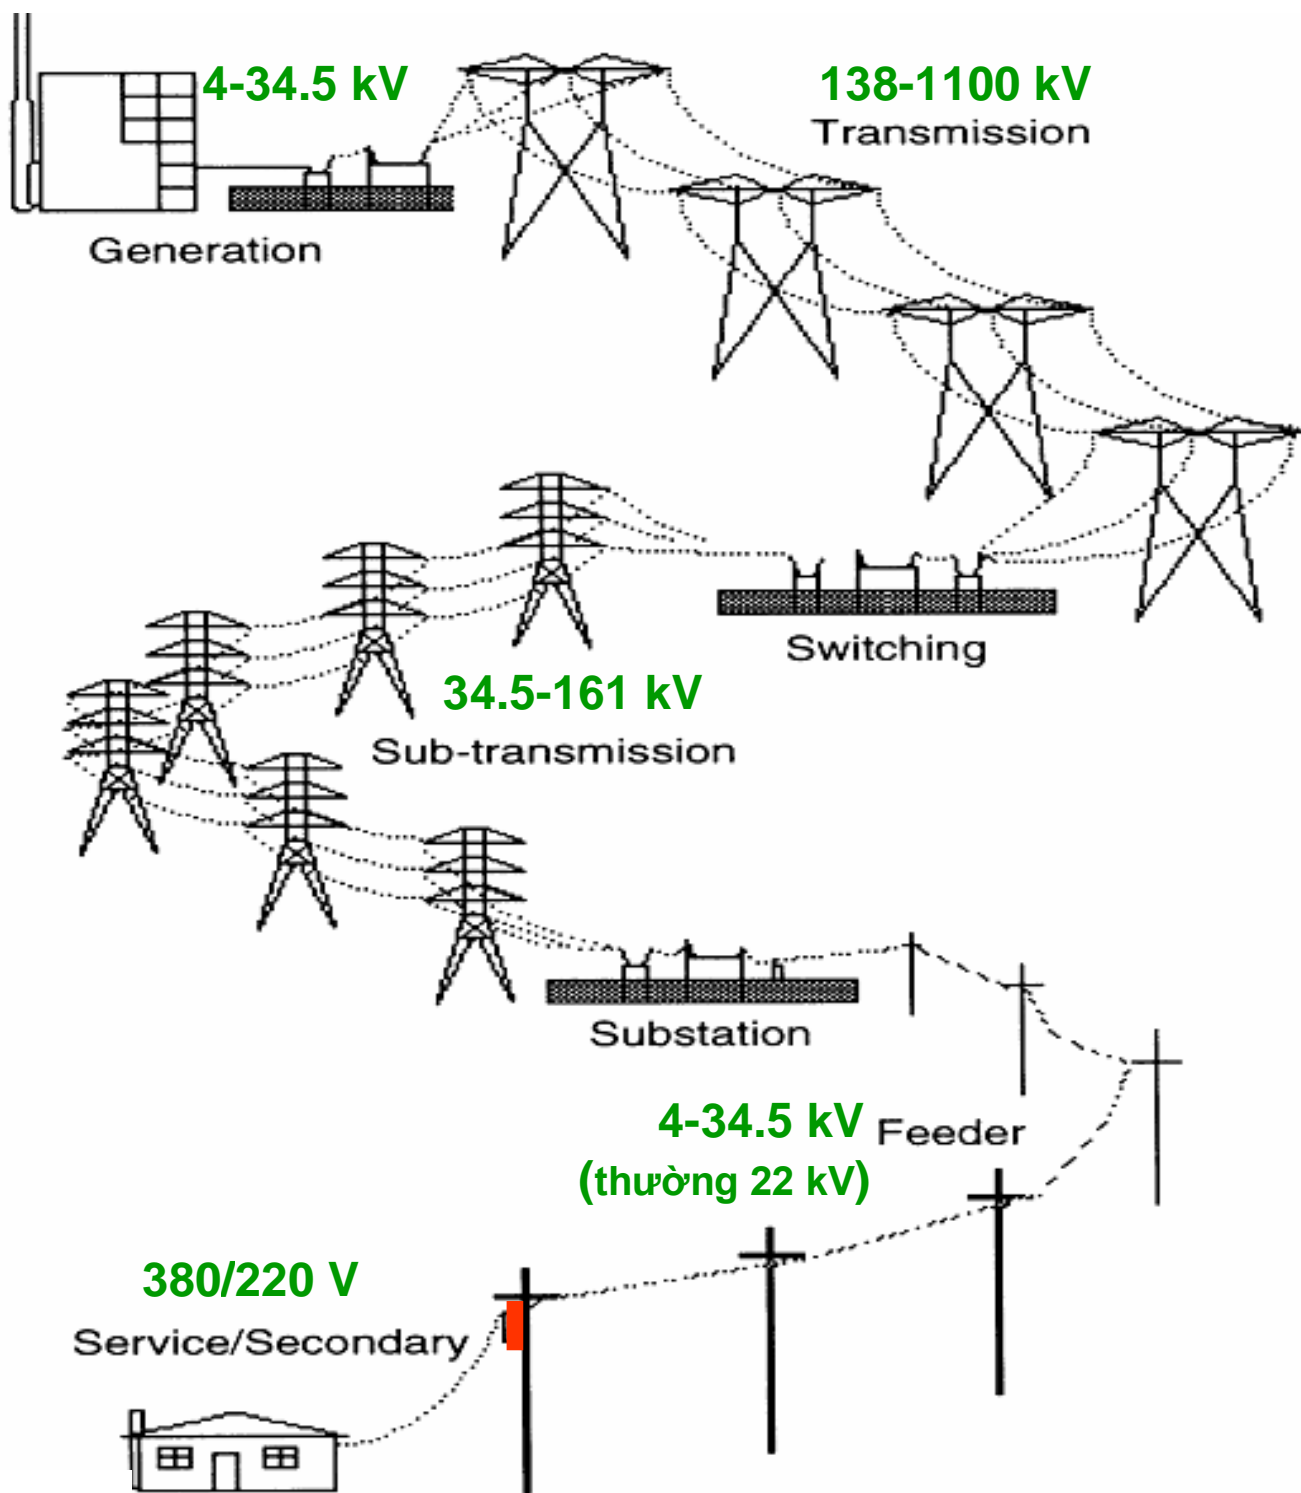 4-34.5 kV
138-1100 kV
Transmission
Generation
Switching
34.5-161 kV
Sub-transmission
Substation
4-34.5 kV
Feeder
(thường 22 kV)
380/220 V
Service/Secondary